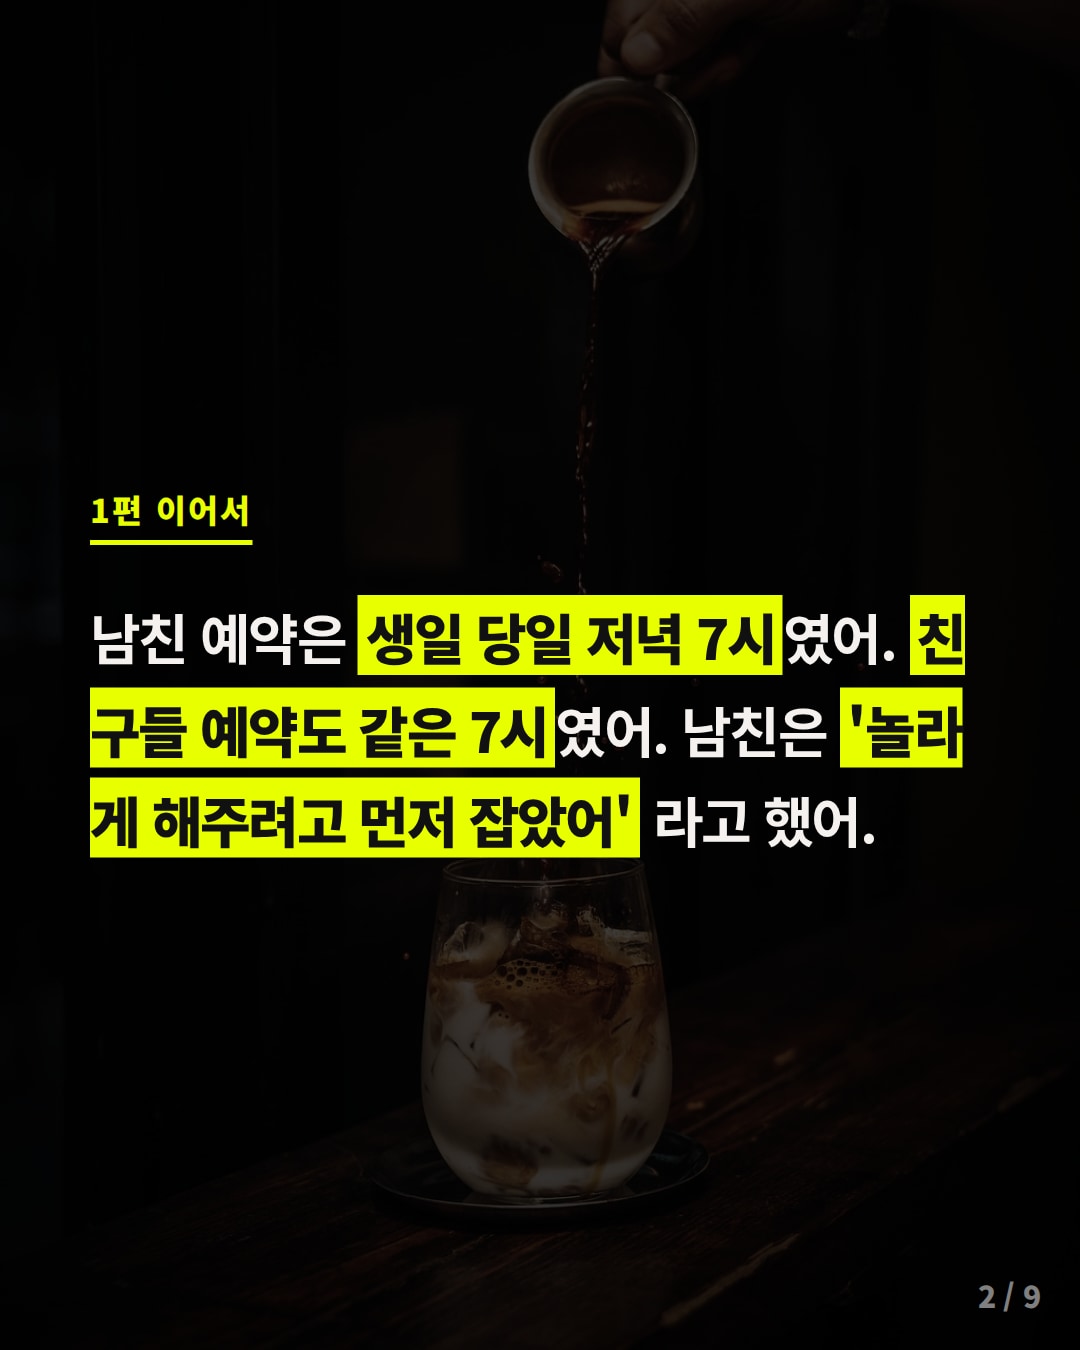 1편 이어서
남친 예약은 생일 당일 저녁 7시였어. 친
구들 예약도 같은 7시였어. 남친은 '놀라
게 해주려고 먼저 잡았어' 라고 했어.
2 / 9